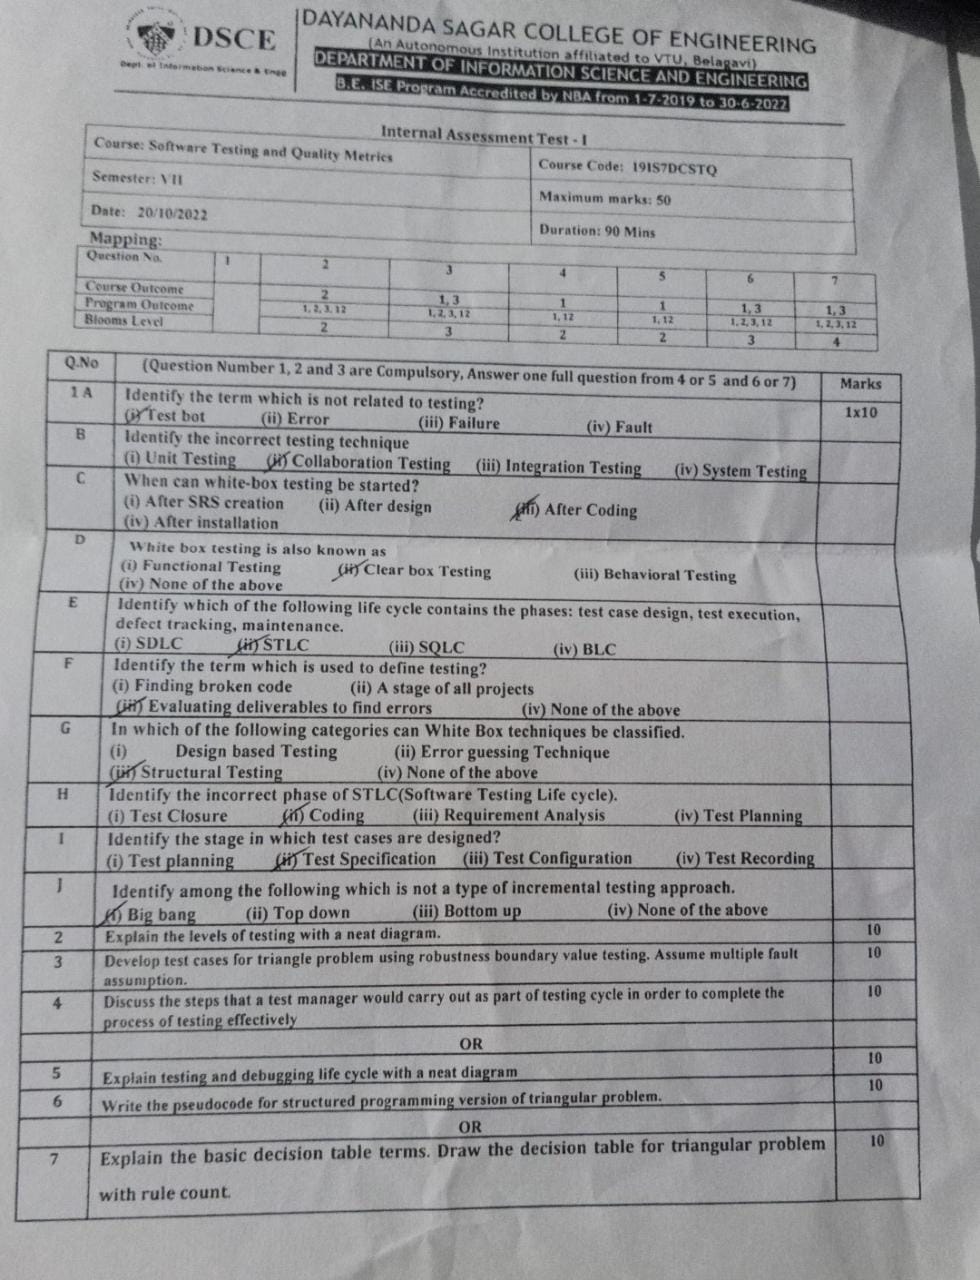 DSCE
Dept. of Information Science & Engg
DAYANANDA SAGAR COLLEGE OF ENGINEERING
(An Autonomous Institution affiliated to VTU, Belagavi)
DEPARTMENT OF INFORMATION SCIENCE AND ENGINEERING
B.E. ISE Program Accredited by NBA from 1-7-2019 to 30-6-2022
Internal Assessment Test - I
Course: Software Testing and Quality Metrics Course Code: 19IS7DCSTQ
Semester: VII Maximum marks: 50
Date: 20/10/2022 Duration: 90 Mins
Mapping:
Question No. 1 2 3 4 5 6 7
Course Outcome 2 1, 3 1 1 1, 3 1, 3
Program Outcome 1, 2, 3, 12 1, 2, 3, 12 1, 12 1, 12 1, 2, 3, 12 1, 2, 3, 12
Blooms Level 2 3 2 2 3 4
Q.No (Question Number 1, 2 and 3 are Compulsory, Answer one full question from 4 or 5 and 6 or 7) Marks
1 A Identify the term which is not related to testing? 1x10
(i) Test bot (ii) Error (iii) Failure (iv) Fault
B Identify the incorrect testing technique
(i) Unit Testing (ii) Collaboration Testing (iii) Integration Testing (iv) System Testing
C When can white-box testing be started?
(i) After SRS creation (ii) After design (iii) After Coding
(iv) After installation
D White box testing is also known as
(i) Functional Testing (ii) Clear box Testing (iii) Behavioral Testing
(iv) None of the above
E Identify which of the following life cycle contains the phases: test case design, test execution,
defect tracking, maintenance.
(i) SDLC (ii) STLC (iii) SQLC (iv) BLC
F Identify the term which is used to define testing?
(i) Finding broken code (ii) A stage of all projects
(iii) Evaluating deliverables to find errors (iv) None of the above
G In which of the following categories can White Box techniques be classified.
(i) Design based Testing (ii) Error guessing Technique
(iii) Structural Testing (iv) None of the above
H Identify the incorrect phase of STLC(Software Testing Life cycle).
(i) Test Closure (ii) Coding (iii) Requirement Analysis (iv) Test Planning
I Identify the stage in which test cases are designed?
(i) Test planning (ii) Test Specification (iii) Test Configuration (iv) Test Recording
J Identify among the following which is not a type of incremental testing approach.
(i) Big bang (ii) Top down (iii) Bottom up (iv) None of the above
2 Explain the levels of testing with a neat diagram. 10
3 Develop test cases for triangle problem using robustness boundary value testing. Assume multiple fault 10
assumption.
4 Discuss the steps that a test manager would carry out as part of testing cycle in order to complete the 10
process of testing effectively
OR
5 Explain testing and debugging life cycle with a neat diagram 10
6 Write the pseudocode for structured programming version of triangular problem. 10
OR
7 Explain the basic decision table terms. Draw the decision table for triangular problem 10
with rule count.